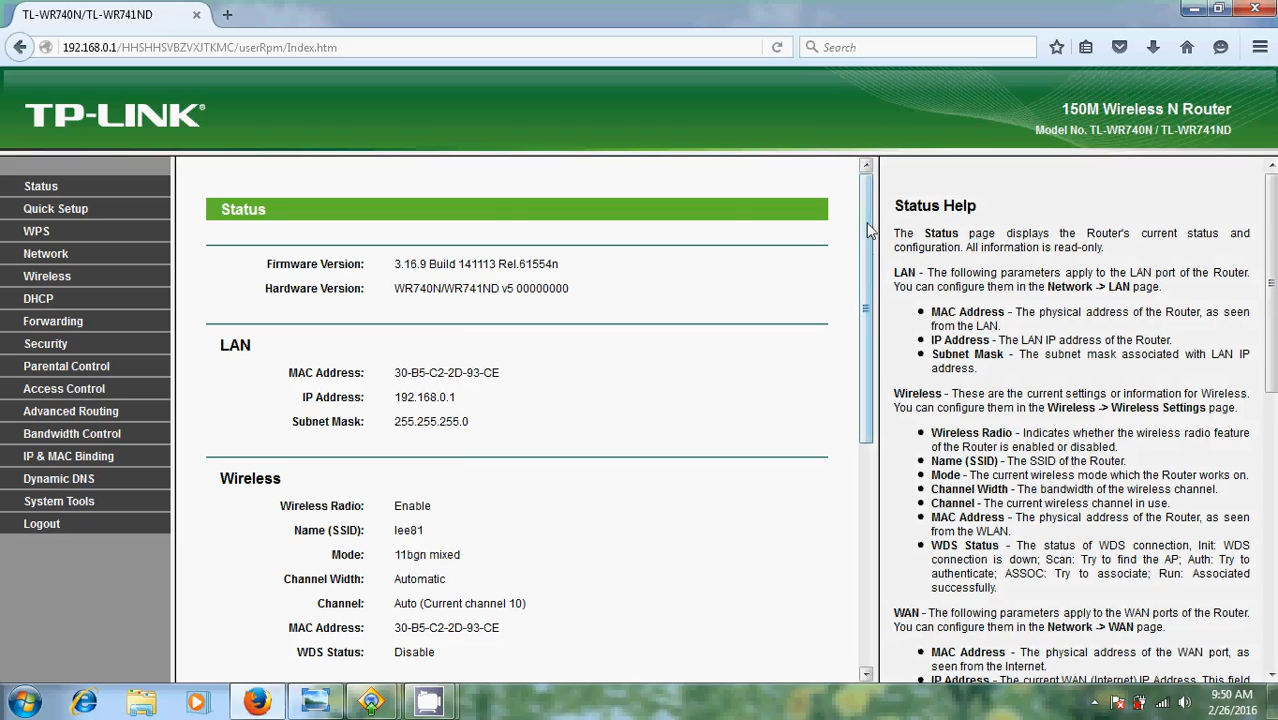 TL-WR740N/TL-WR741ND
192.168.0.1/HHSHHSVBZVXJTKMC/userRpm/Index.htm
Search
TP-LINK®
150M Wireless N Router
Model No. TL-WR740N / TL-WR741ND
Status
Quick Setup
WPS
Network
Wireless
DHCP
Forwarding
Security
Parental Control
Access Control
Advanced Routing
Bandwidth Control
IP & MAC Binding
Dynamic DNS
System Tools
Logout
Status
Firmware Version: 3.16.9 Build 141113 Rel.61554n
Hardware Version: WR740N/WR741ND v5 00000000
LAN
MAC Address: 30-B5-C2-2D-93-CE
IP Address: 192.168.0.1
Subnet Mask: 255.255.255.0
Wireless
Wireless Radio: Enable
Name (SSID): lee81
Mode: 11bgn mixed
Channel Width: Automatic
Channel: Auto (Current channel 10)
MAC Address: 30-B5-C2-2D-93-CE
WDS Status: Disable
Status Help
The Status page displays the Router's current status and
configuration. All information is read-only.
LAN - The following parameters apply to the LAN port of the Router.
You can configure them in the Network -> LAN page.
MAC Address - The physical address of the Router, as seen
from the LAN.
IP Address - The LAN IP address of the Router.
Subnet Mask - The subnet mask associated with LAN IP
address.
Wireless - These are the current settings or information for Wireless.
You can configure them in the Wireless -> Wireless Settings page.
Wireless Radio - Indicates whether the wireless radio feature
of the Router is enabled or disabled.
Name (SSID) - The SSID of the Router.
Mode - The current wireless mode which the Router works on.
Channel Width - The bandwidth of the wireless channel.
Channel - The current wireless channel in use.
MAC Address - The physical address of the Router, as seen
from the WLAN.
WDS Status - The status of WDS connection, Init: WDS
connection is down; Scan: Try to find the AP; Auth: Try to
authenticate; ASSOC: Try to associate; Run: Associated
successfully.
WAN - The following parameters apply to the WAN ports of the Router.
You can configure them in the Network -> WAN page.
MAC Address - The physical address of the WAN port, as
seen from the Internet.
IP Address - The current WAN (Internet) IP Address. This field
9:50 AM
2/26/2016